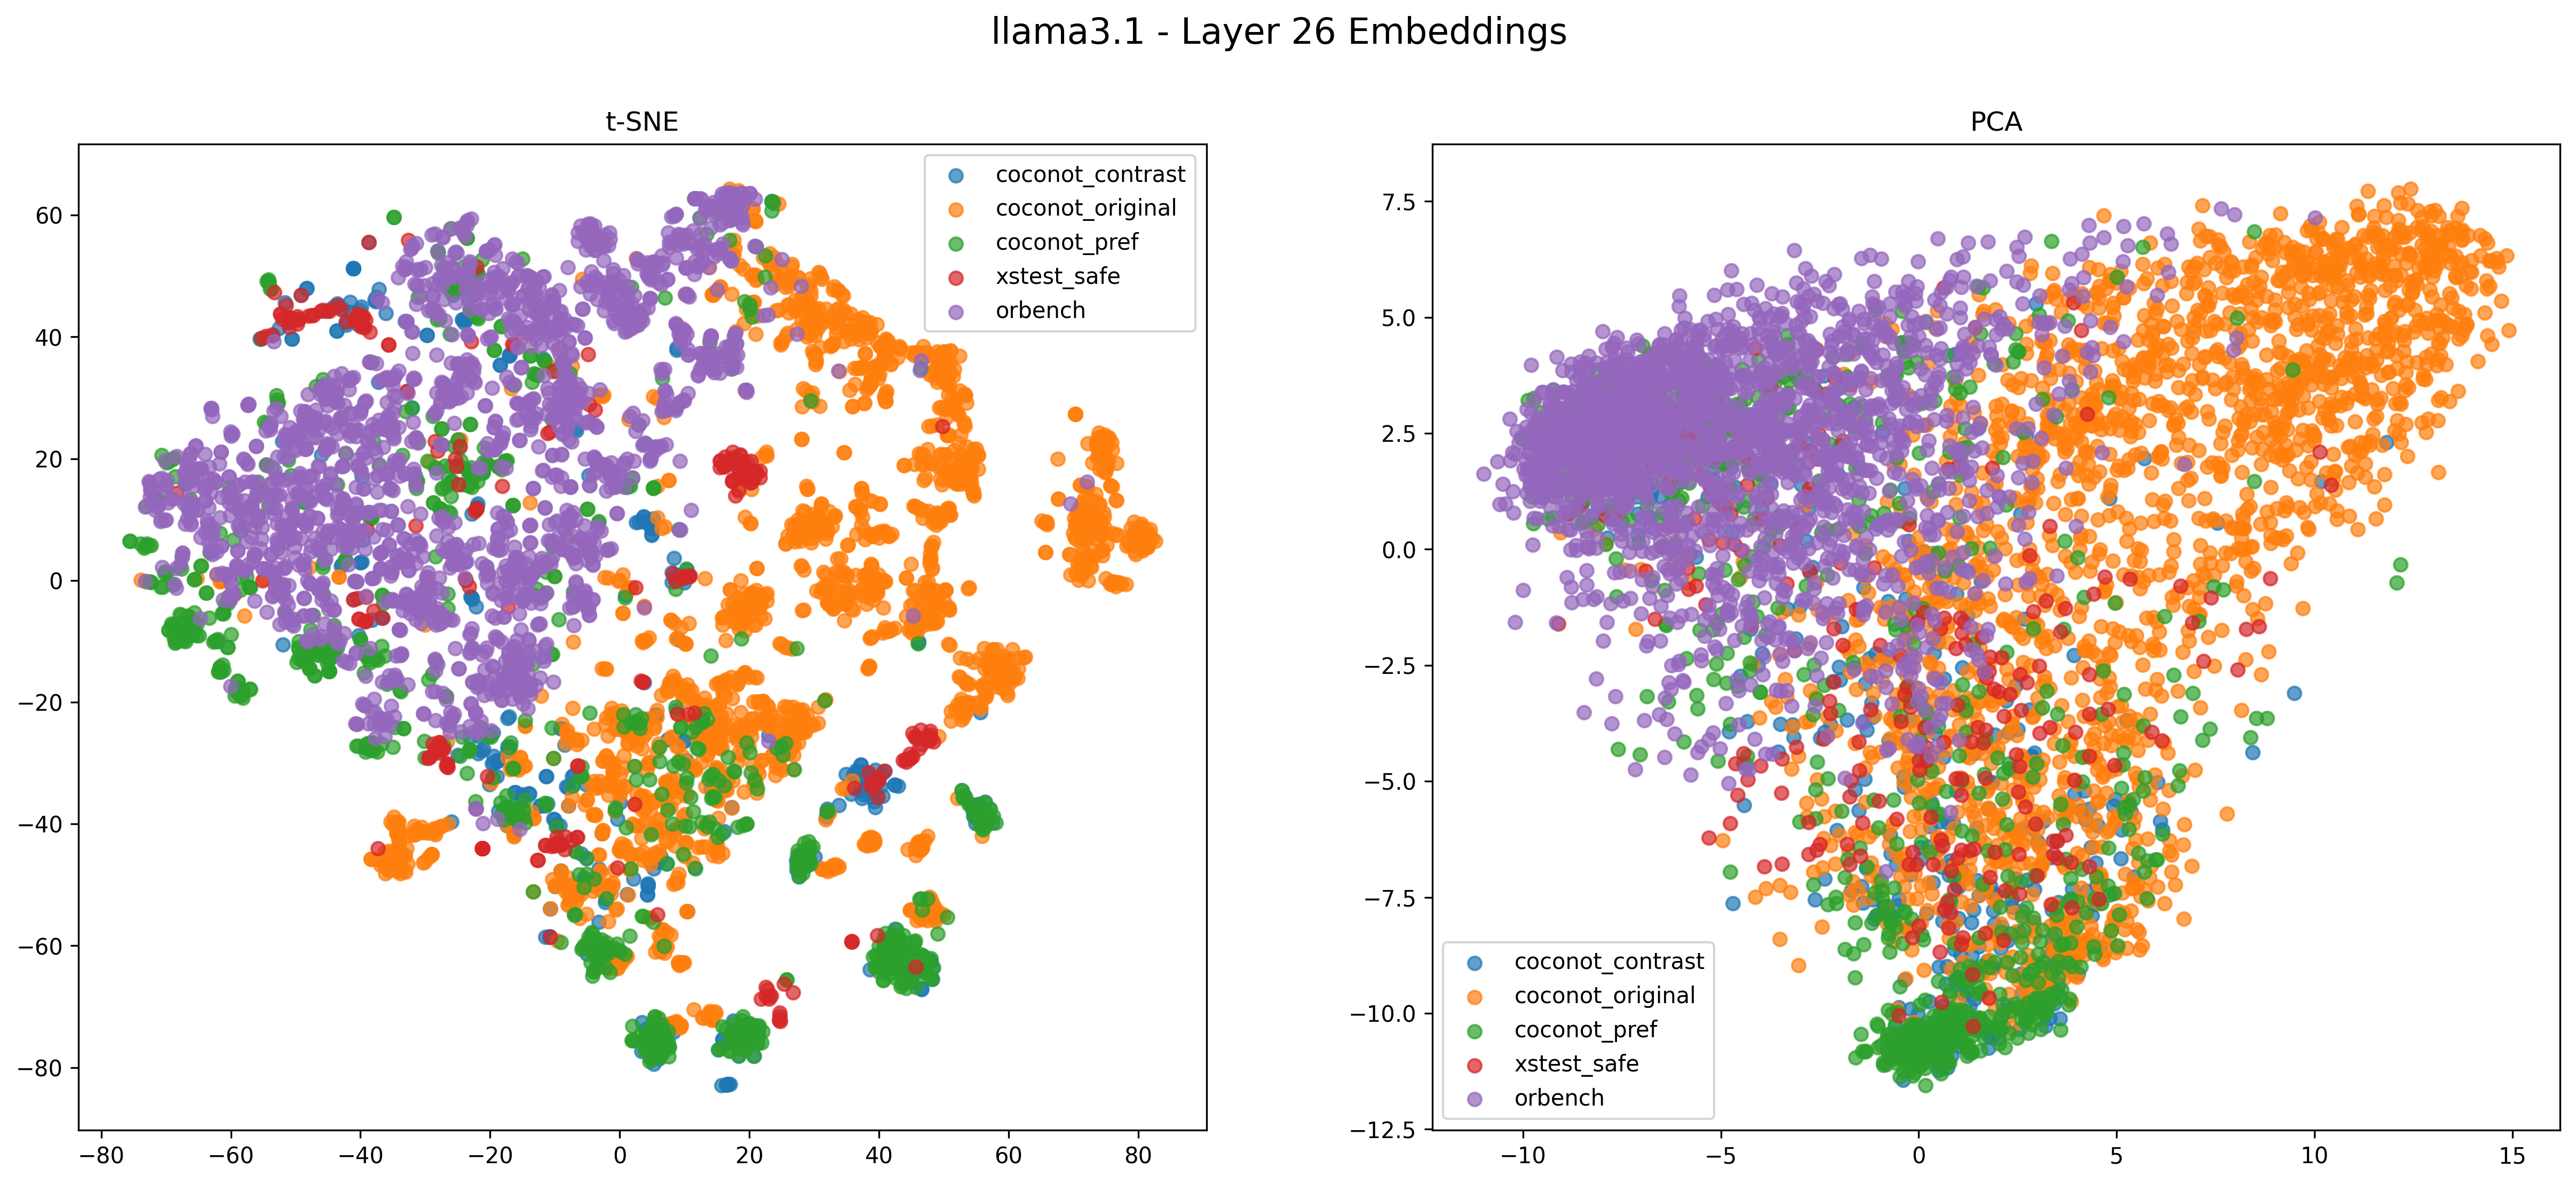 llama3.1 - Layer 26 Embeddings
t-SNE
coconot_contrast
coconot_original
coconot_pref
xstest_safe
orbench
60
40
20
0
−20
−40
−60
−80
−80 −60 −40 −20 0 20 40 60 80
PCA
7.5
5.0
2.5
0.0
−2.5
−5.0
−7.5
−10.0
−12.5
coconot_contrast
coconot_original
coconot_pref
xstest_safe
orbench
−10 −5 0 5 10 15